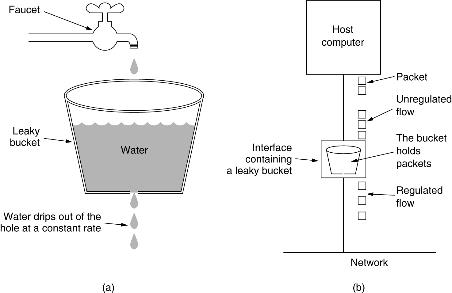 Faucet
Leaky
bucket
Water
Water drips out of the
hole at a constant rate
(a)
Host
computer
Packet
Unregulated
flow
Interface
containing
a leaky bucket
The bucket
holds
packets
Regulated
flow
Network
(b)